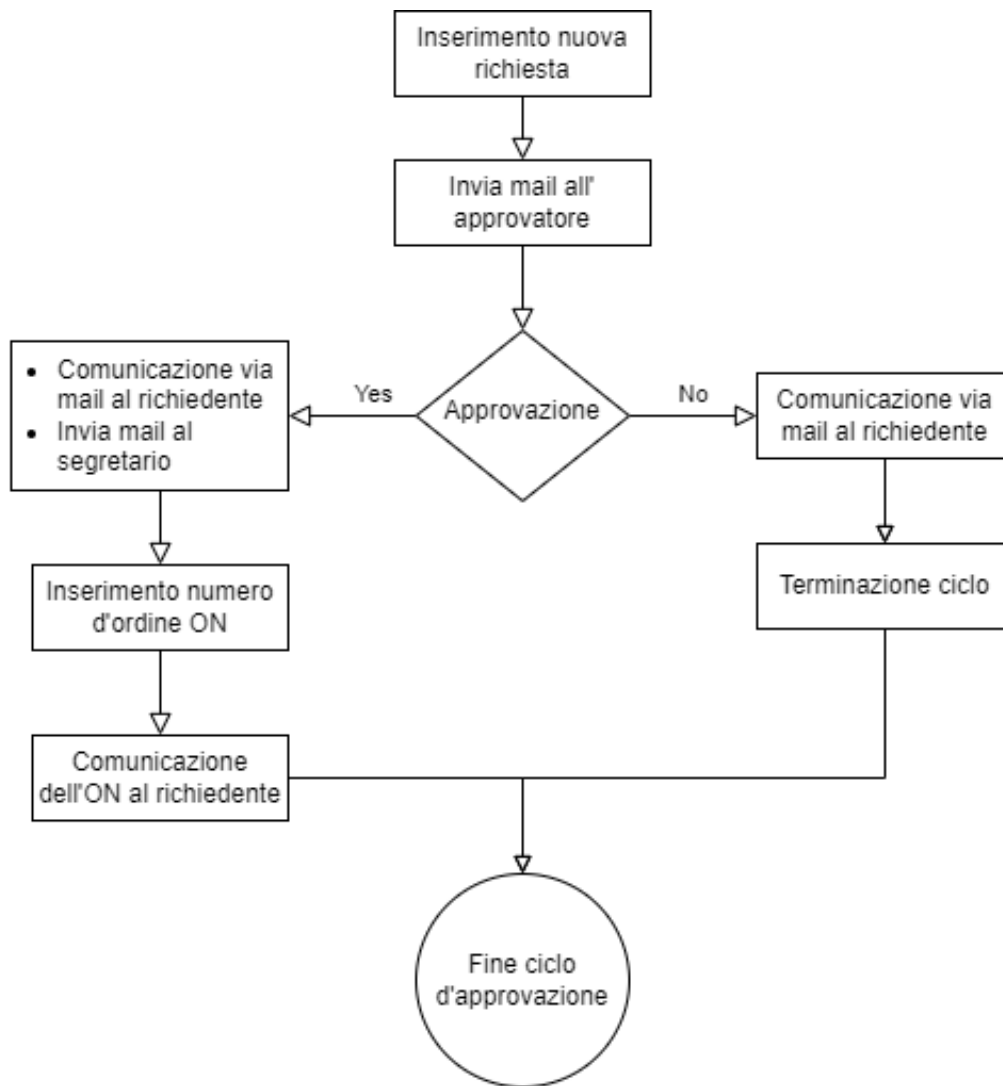 Inserimento nuova
richiesta
Invia mail all'
approvatore
Approvazione
Yes
No
• Comunicazione via
mail al richiedente
• Invia mail al
segretario
Comunicazione via
mail al richiedente
Inserimento numero
d'ordine ON
Terminazione ciclo
Comunicazione
dell'ON al richiedente
Fine ciclo
d'approvazione